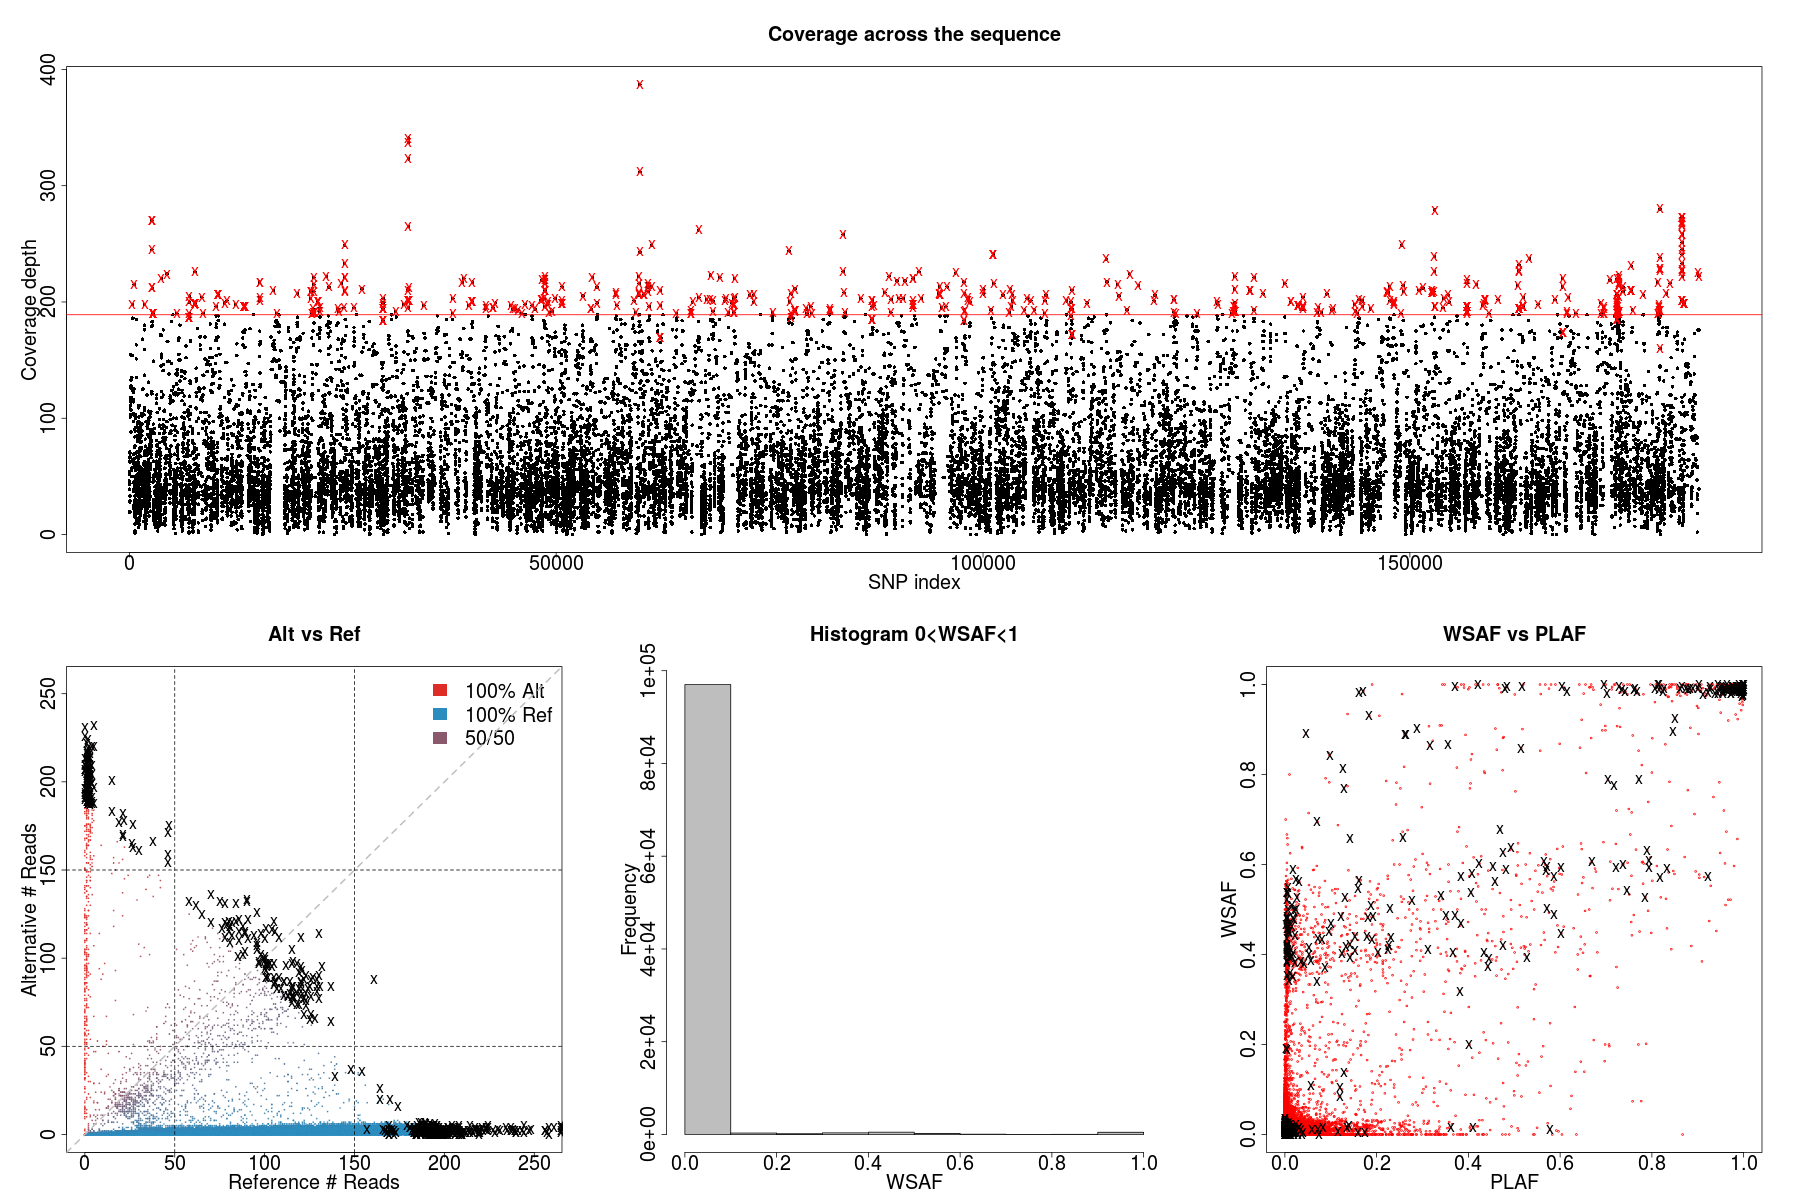 Coverage across the sequence
Coverage depth
0
100
200
300
400
0
50000
100000
150000
SNP index
Alt vs Ref
Alternative # Reads
0
50
100
150
200
250
100% Alt
100% Ref
50/50
0
50
100
150
200
250
Reference # Reads
Histogram 0<WSAF<1
Frequency
0e+00
2e+04
4e+04
6e+04
8e+04
1e+05
0.0
0.2
0.4
0.6
0.8
1.0
WSAF
WSAF vs PLAF
WSAF
0.0
0.2
0.4
0.6
0.8
1.0
0.0
0.2
0.4
0.6
0.8
1.0
PLAF